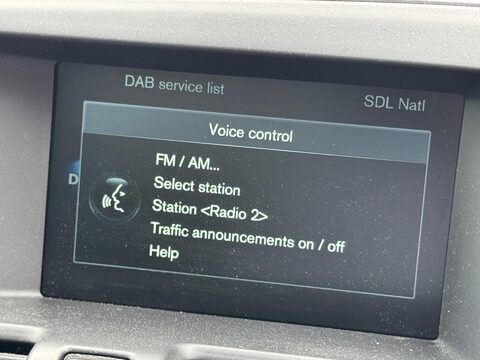 DAB service list
SDL Natl
Voice control
FM / AM...
Select station
D
Station <Radio 2>
Traffic announcements on / off
Help